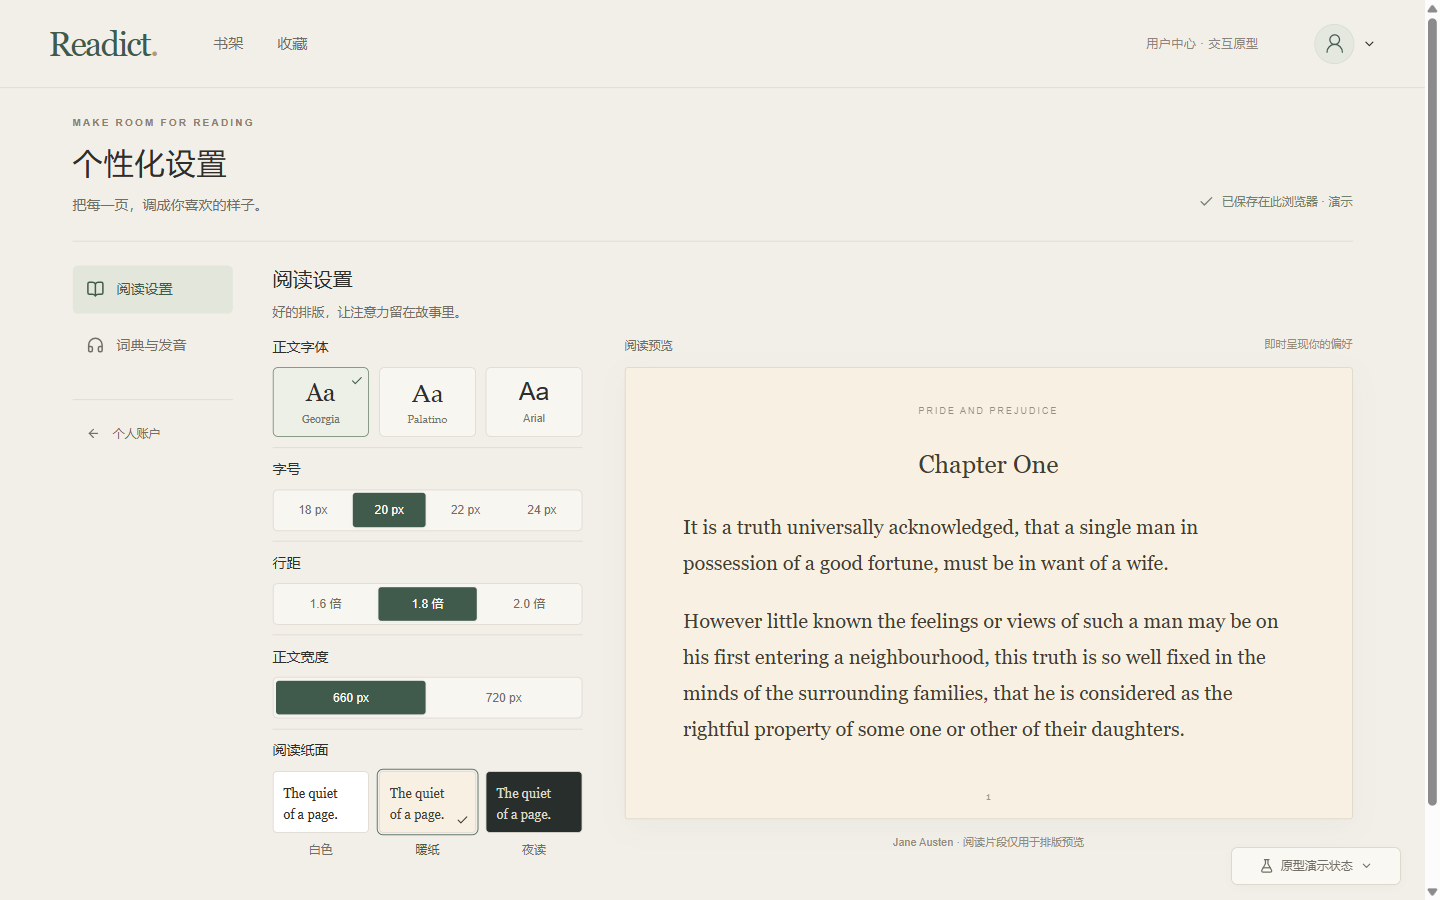 Readict.
书架
收藏
用户中心 · 交互原型
MAKE ROOM FOR READING
个性化设置
把每一页，调成你喜欢的样子。
已保存在此浏览器 · 演示
阅读设置
词典与发音
个人账户
阅读设置
好的排版，让注意力留在故事里。
正文字体
Aa
Georgia
Aa
Palatino
Aa
Arial
字号
18 px
20 px
22 px
24 px
行距
1.6 倍
1.8 倍
2.0 倍
正文宽度
660 px
720 px
阅读纸面
The quiet
of a page.
白色
The quiet
of a page.
暖纸
The quiet
of a page.
夜读
阅读预览
即时呈现你的偏好
PRIDE AND PREJUDICE
Chapter One
It is a truth universally acknowledged, that a single man in
possession of a good fortune, must be in want of a wife.
However little known the feelings or views of such a man may be on
his first entering a neighbourhood, this truth is so well fixed in the
minds of the surrounding families, that he is considered as the
rightful property of some one or other of their daughters.
1
Jane Austen · 阅读片段仅用于排版预览
原型演示状态